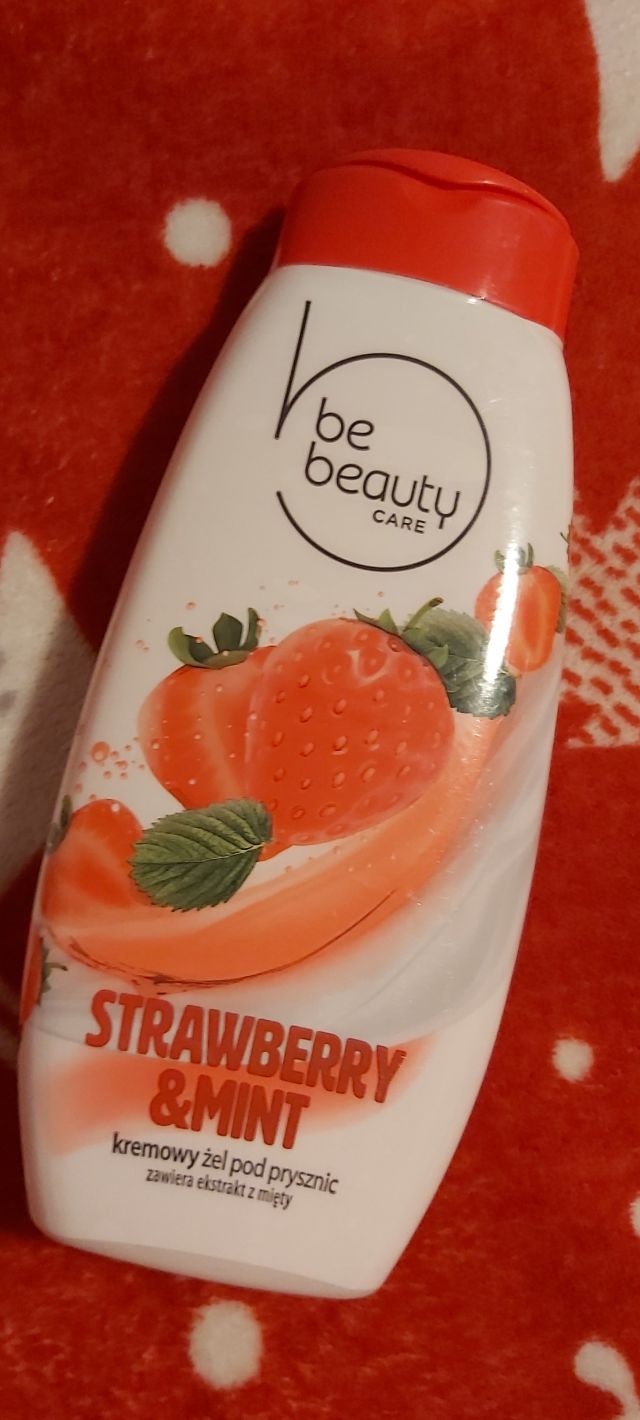 be
beauty
CARE
STRAWBERRY
&MINT
kremowy żel pod prysznic
zawiera ekstrakt z mięty